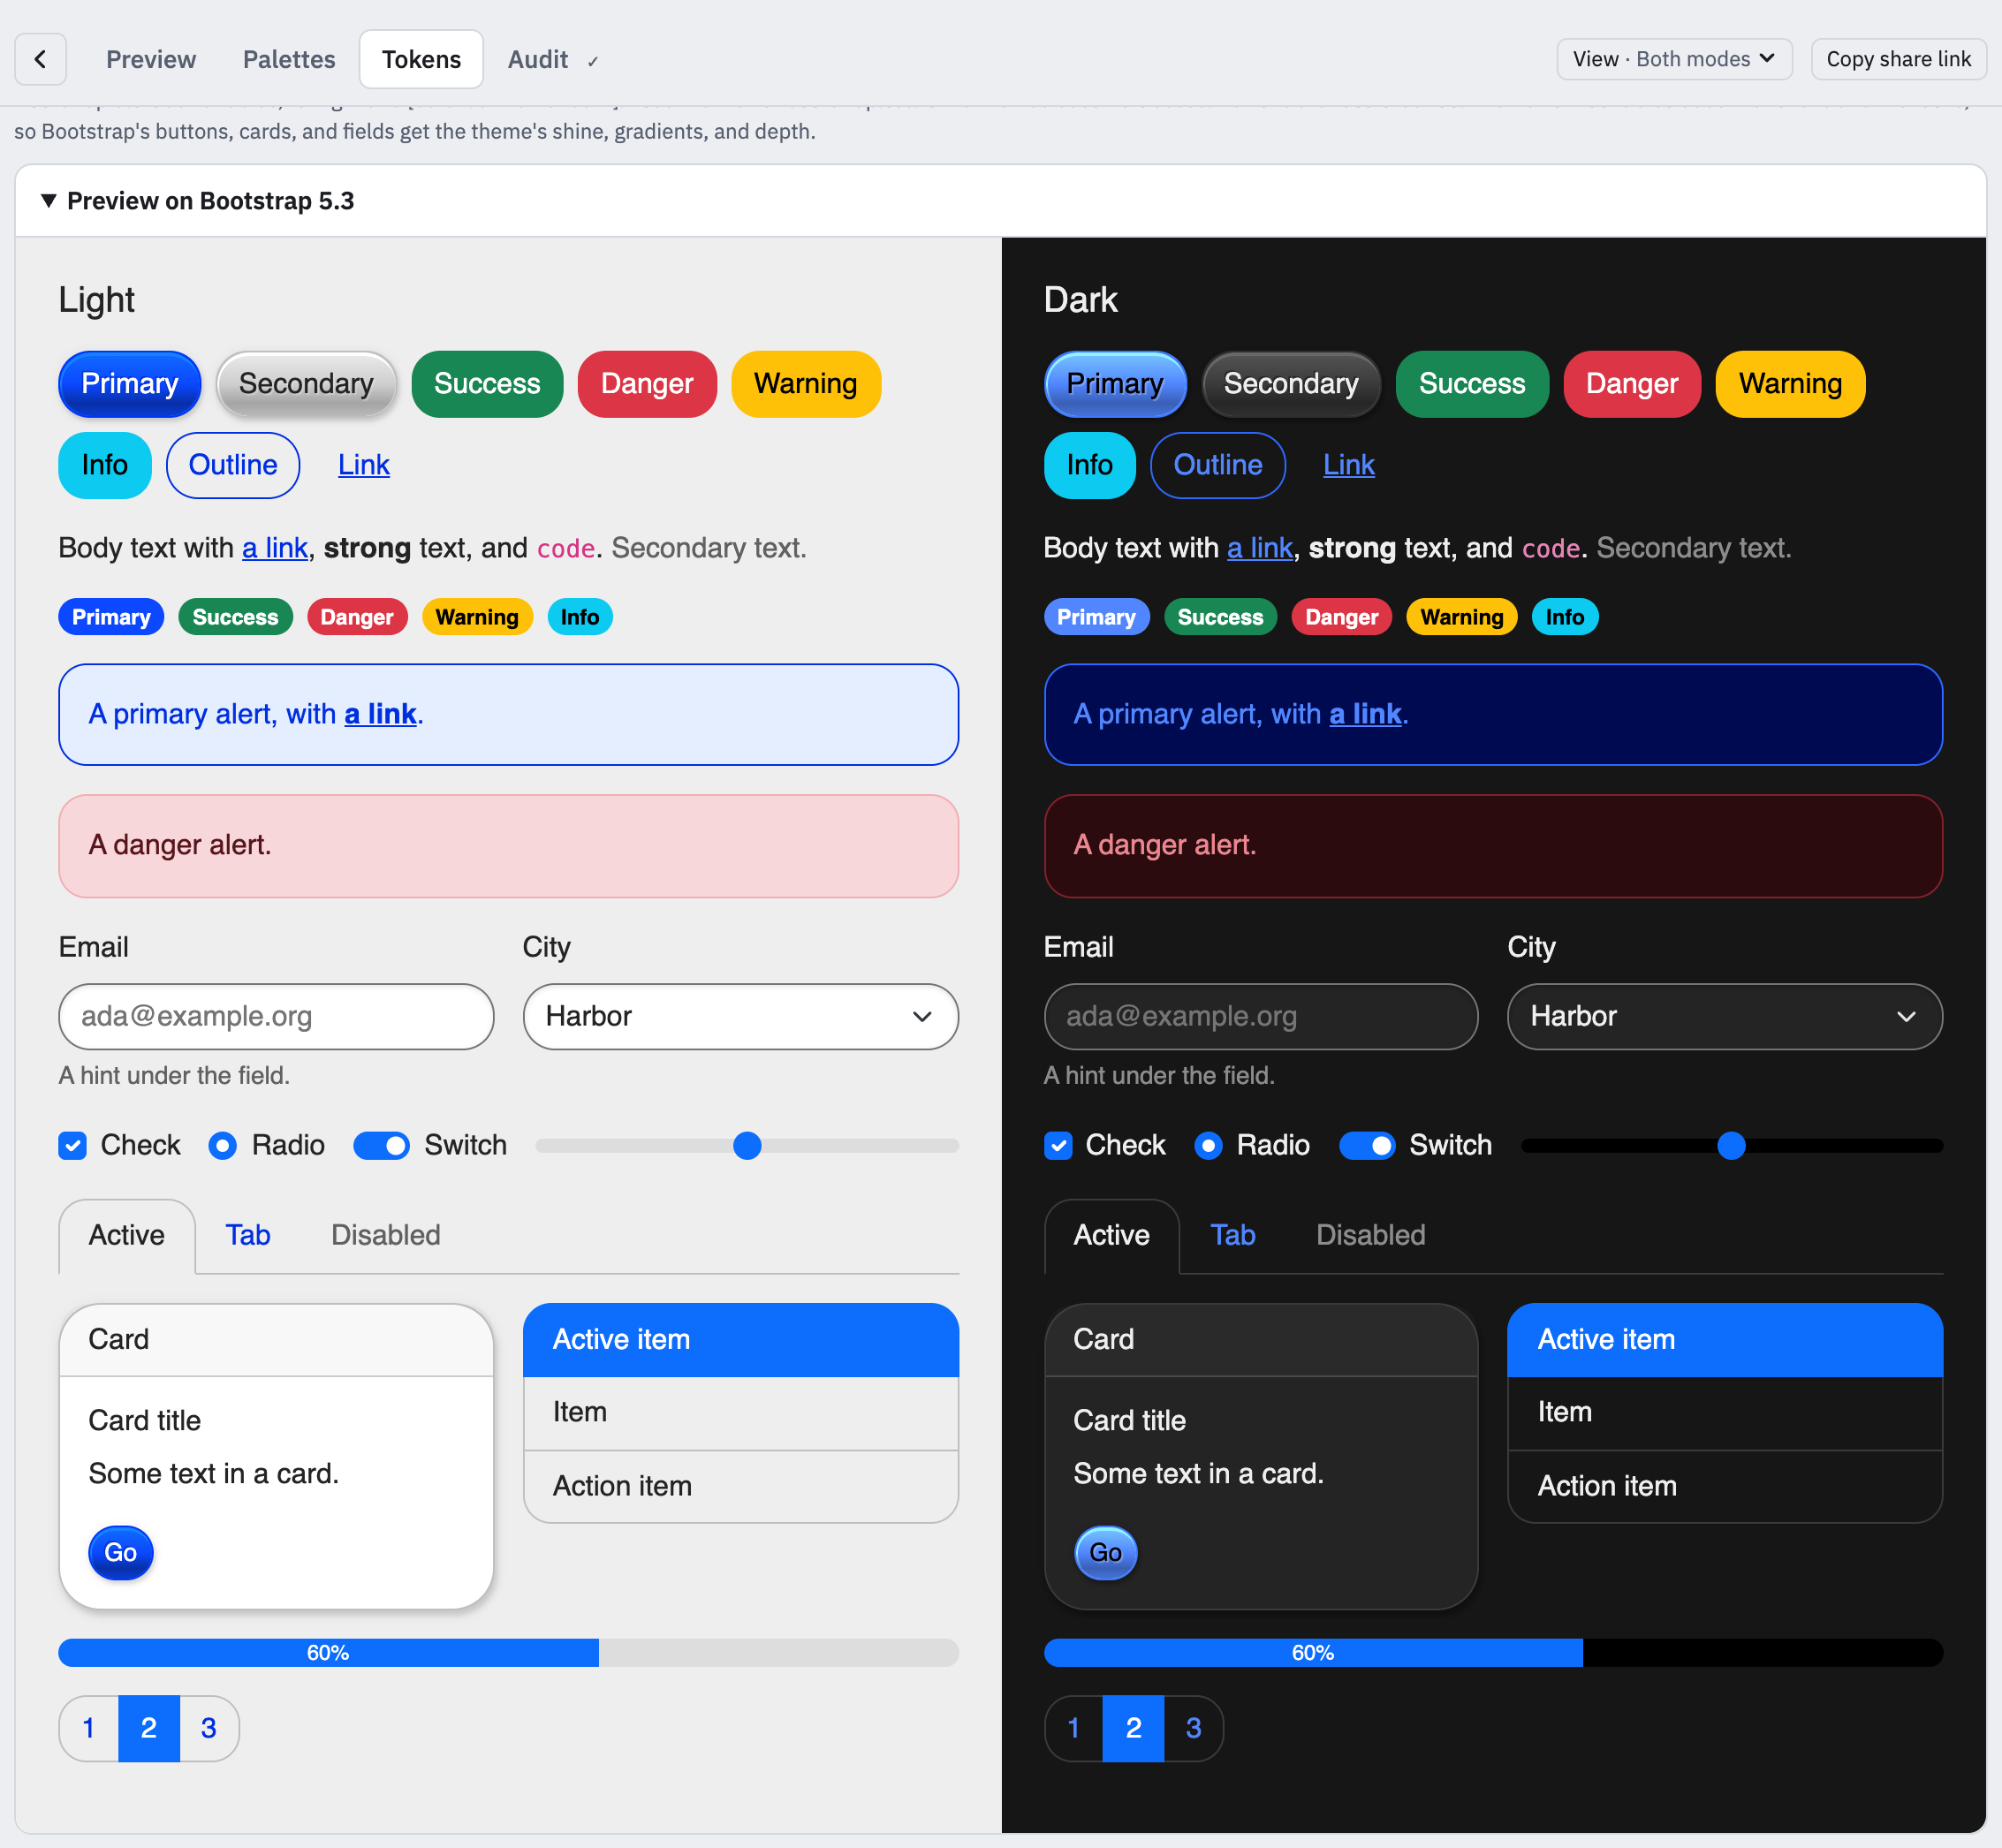 Preview Palettes Tokens Audit ✓ View · Both modes Copy share link
so Bootstrap's buttons, cards, and fields get the theme's shine, gradients, and depth.
▼ Preview on Bootstrap 5.3
Light
Primary Secondary Success Danger Warning
Info Outline Link
Body text with a link, strong text, and code. Secondary text.
Primary Success Danger Warning Info
A primary alert, with a link.
A danger alert.
Email City
ada@example.org Harbor
A hint under the field.
Check Radio Switch
Active Tab Disabled
Card Active item
Item
Card title
Some text in a card. Action item
Go
60%
1 2 3
Dark
Primary Secondary Success Danger Warning
Info Outline Link
Body text with a link, strong text, and code. Secondary text.
Primary Success Danger Warning Info
A primary alert, with a link.
A danger alert.
Email City
ada@example.org Harbor
A hint under the field.
Check Radio Switch
Active Tab Disabled
Card Active item
Item
Card title
Some text in a card. Action item
Go
60%
1 2 3